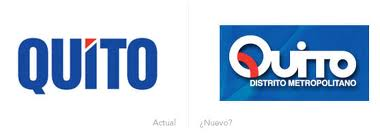 QUITO
Quito
DISTRITO METROPOLITANO
Actual
¿Nuevo?